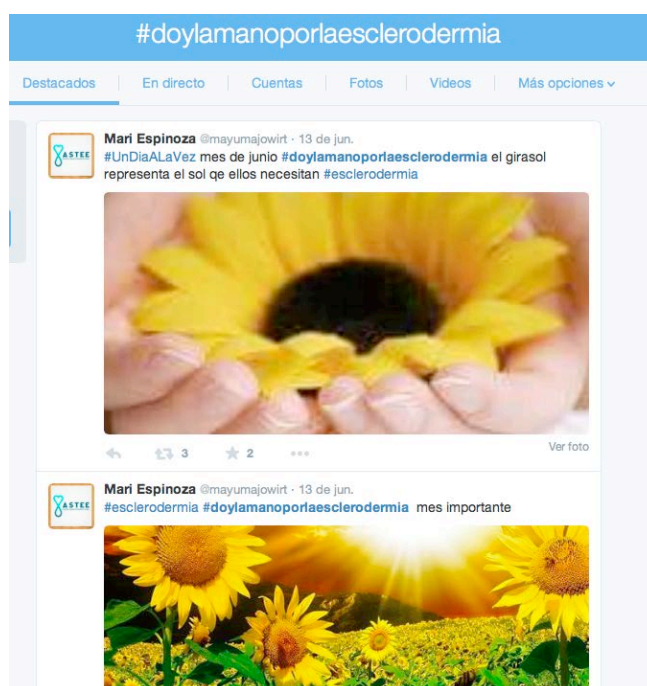 #doylamanoporlaesclerodermia
Destacados En directo Cuentas Fotos Videos Más opciones
Mari Espinoza @mayumajowirt · 13 de jun.
#UnDiaALaVez mes de junio #doylamanoporlaesclerodermia el girasol
representa el sol qe ellos necesitan #esclerodermia
ASTEE
3 2
Ver foto
Mari Espinoza @mayumajowirt · 13 de jun.
#esclerodermia #doylamanoporlaesclerodermia mes importante
ASTEE